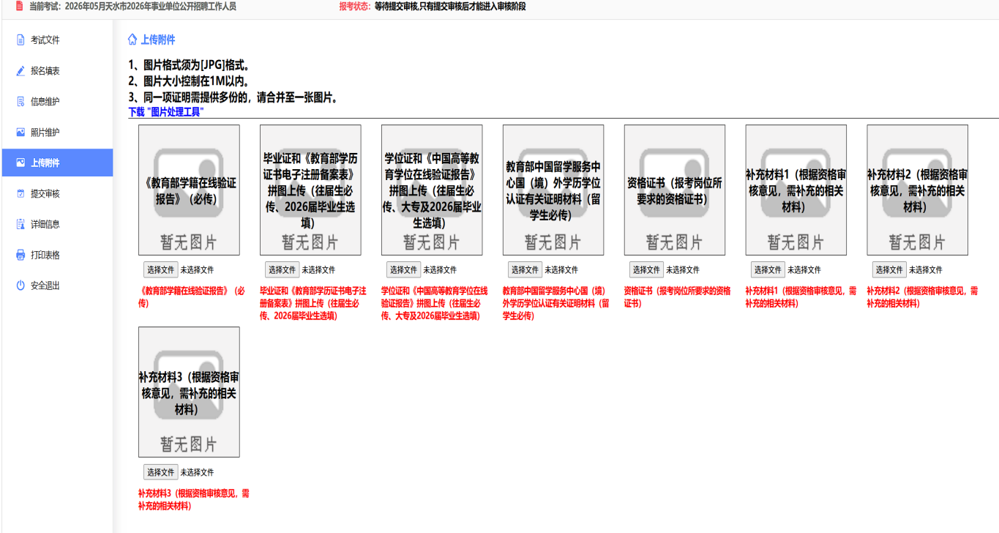 当前考试：2026年05月天水市2026年事业单位公开招聘工作人员
报考状态：等待提交审核,只有提交审核后才能进入审核阶段
考试文件
报名填表
信息维护
照片维护
上传附件
提交审核
详细信息
打印表格
安全退出
上传附件
1、图片格式须为[JPG]格式。
2、图片大小控制在1M以内。
3、同一项证明需提供多份的，请合并至一张图片。
下载 "图片处理工具"
《教育部学籍在线验证
报告》（必传）
暂无图片
选择文件 未选择文件
《教育部学籍在线验证报告》（必
传）
毕业证和《教育部学历
证书电子注册备案表》
拼图上传（往届生必
传、2026届毕业生选
填）
暂无图片
选择文件 未选择文件
毕业证和《教育部学历证书电子注
册备案表》拼图上传（往届生必
传、2026届毕业生选填）
学位证和《中国高等教
育学位在线验证报告》
拼图上传（往届生必
传、大专及2026届毕业
生选填）
暂无图片
选择文件 未选择文件
学位证和《中国高等教育学位在线
验证报告》拼图上传（往届生必
传、大专及2026届毕业生选填）
教育部中国留学服务中
心国（境）外学历学位
认证有关证明材料（留
学生必传）
暂无图片
选择文件 未选择文件
教育部中国留学服务中心国（境）
外学历学位认证有关证明材料（留
学生必传）
资格证书（报考岗位所
要求的资格证书）
暂无图片
选择文件 未选择文件
资格证书（报考岗位所要求的资格
证书）
补充材料1（根据资格审
核意见，需补充的相关
材料）
暂无图片
选择文件 未选择文件
补充材料1（根据资格审核意见，需
补充的相关材料）
补充材料2（根据资格审
核意见，需补充的相关
材料）
暂无图片
选择文件 未选择文件
补充材料2（根据资格审核意见，需
补充的相关材料）
补充材料3（根据资格审
核意见，需补充的相关
材料）
暂无图片
选择文件 未选择文件
补充材料3（根据资格审核意见，需
补充的相关材料）